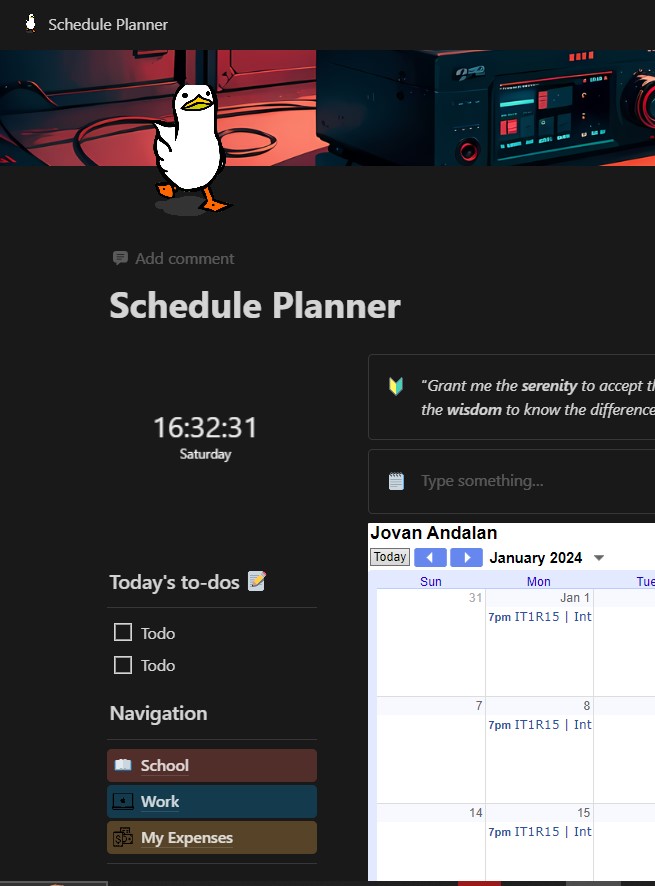 Schedule Planner
Add comment
Schedule Planner
16:32:31
Saturday
Today's to-dos
Todo
Todo
Navigation
School
Work
My Expenses
"Grant me the serenity to accept
the wisdom to know the difference
Type something...
Jovan Andalan
Today January 2024
Sun Mon Tue
31 Jan 1
7pm IT1R15 | Int
7 8
7pm IT1R15 | Int
14 15
7pm IT1R15 | Int